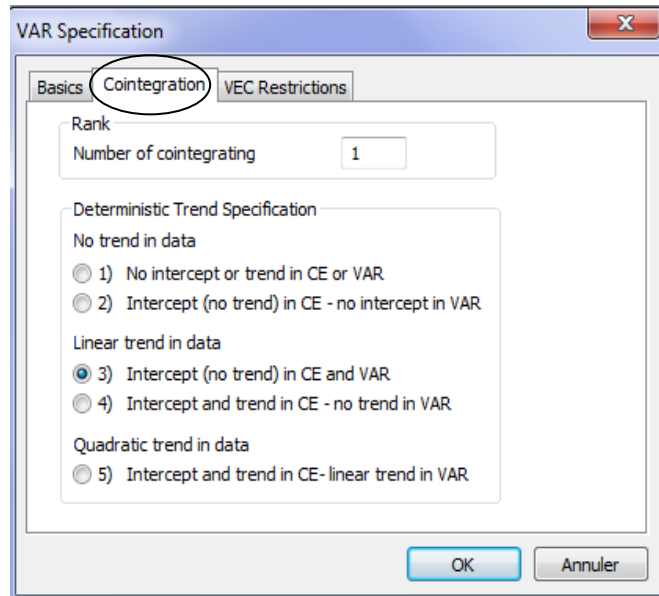 VAR Specification
Basics Cointegration VEC Restrictions
Rank
Number of cointegrating 1
Deterministic Trend Specification
No trend in data
1) No intercept or trend in CE or VAR
2) Intercept (no trend) in CE - no intercept in VAR
Linear trend in data
3) Intercept (no trend) in CE and VAR
4) Intercept and trend in CE - no trend in VAR
Quadratic trend in data
5) Intercept and trend in CE- linear trend in VAR
OK Annuler